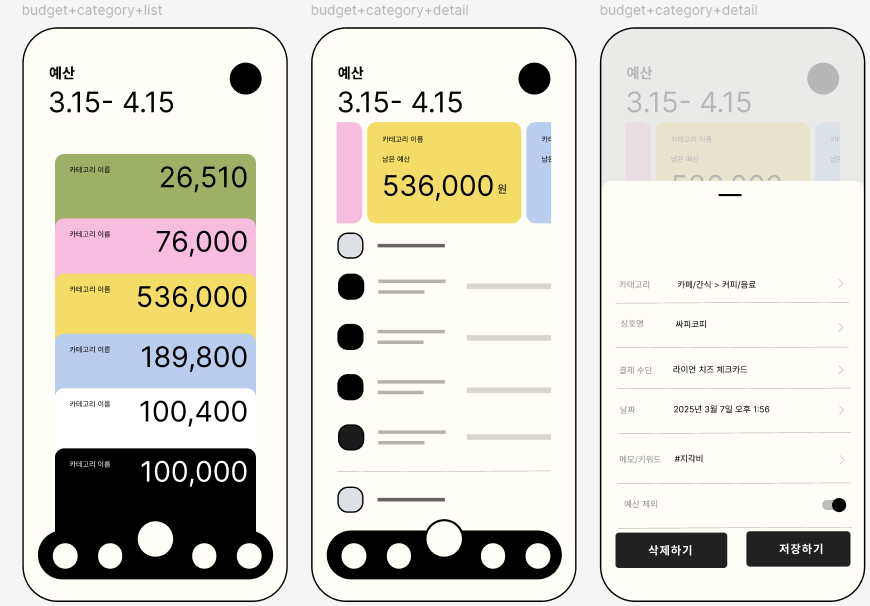 budget+category+list
예산
3.15- 4.15
카테고리 이름
26,510
카테고리 이름
76,000
카테고리 이름
536,000
카테고리 이름
189,800
카테고리 이름
100,400
카테고리 이름
100,000
budget+category+detail
예산
3.15- 4.15
카테고리 이름
남은 예산
536,000 원
카테
남은
budget+category+detail
예산
3.15- 4.15
카테고리 이름
남은 예산
536,000
카테고리 카페/간식 > 커피/음료
상호명 싸피코피
결제 수단 라이언 치즈 체크카드
날짜 2025년 3월 7일 오후 1:56
메모/키워드 #지각비
예산 제외
삭제하기 저장하기